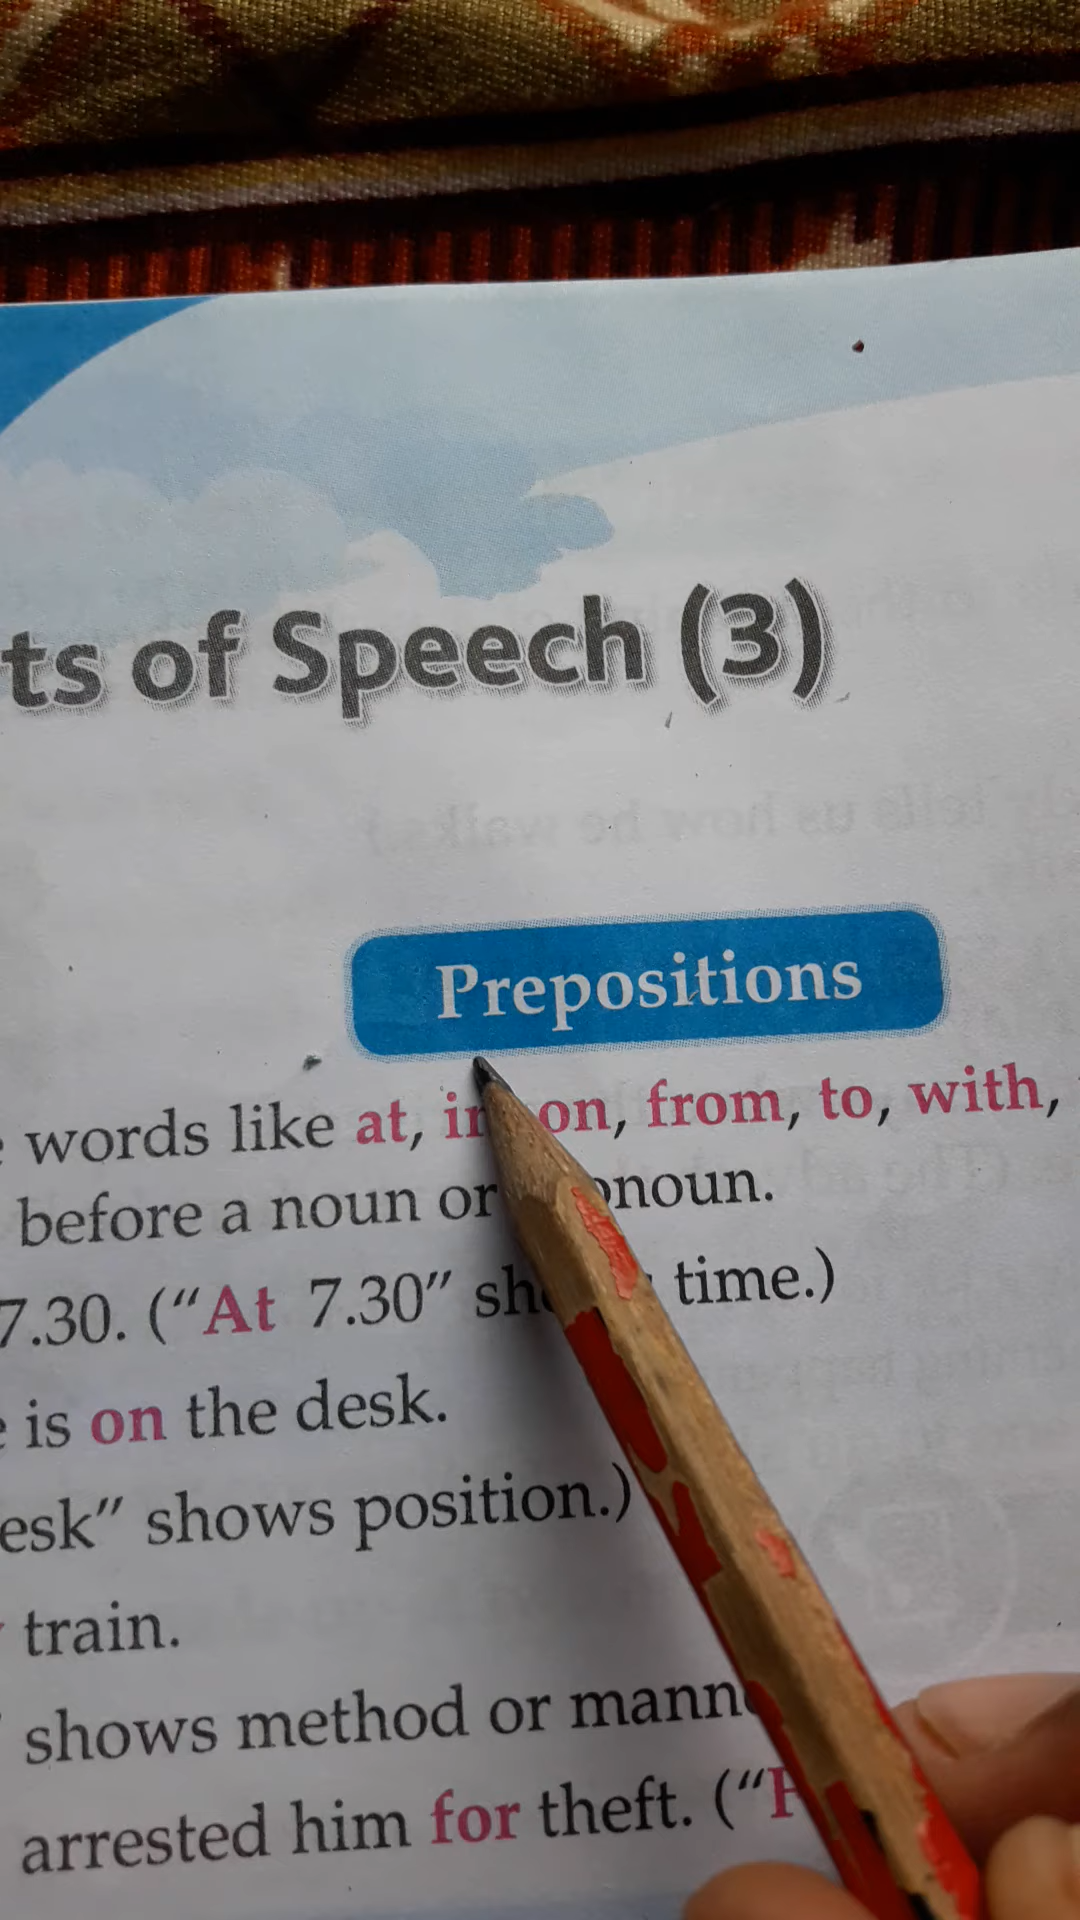 ts of Speech (3)
Prepositions
words like at, on, from, to, with,
before a noun or
7.30. ("At 7.30" time.)
is on the desk.
esk" shows position.)
train.
shows method or
arrested him for theft. ("F